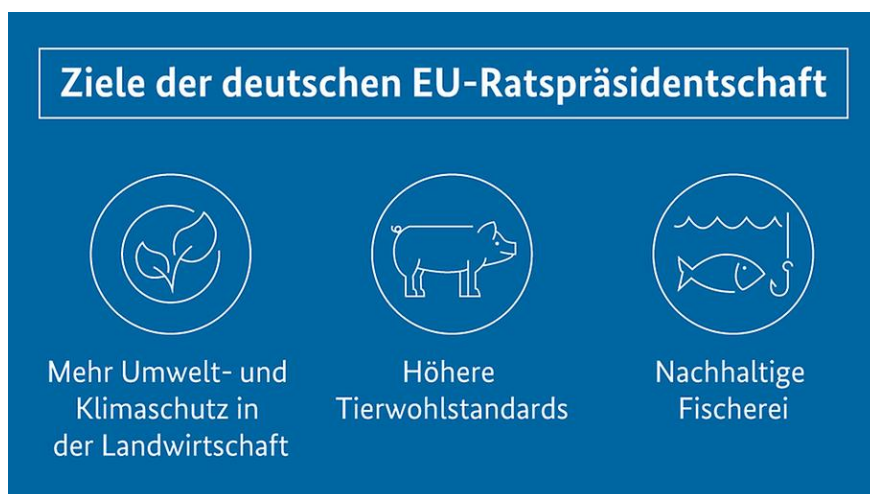 Ziele der deutschen EU-Ratspräsidentschaft
Mehr Umwelt- und
Klimaschutz in
der Landwirtschaft
Höhere
Tierwohlstandards
Nachhaltige
Fischerei